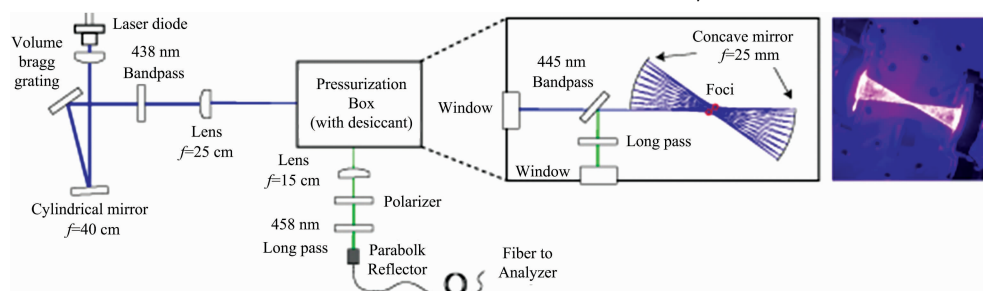 Laser diode
Volume
bragg
grating
438 nm
Bandpass
Lens
f=25 cm
Cylindrical mirror
f=40 cm
Pressurization
Box
(with desiccant)
Lens
f=15 cm
Polarizer
458 nm
Long pass
Parabolk
Reflector
Fiber to
Analyzer
Window
445 nm
Bandpass
Concave mirror
f=25 mm
Foci
Long pass
Window